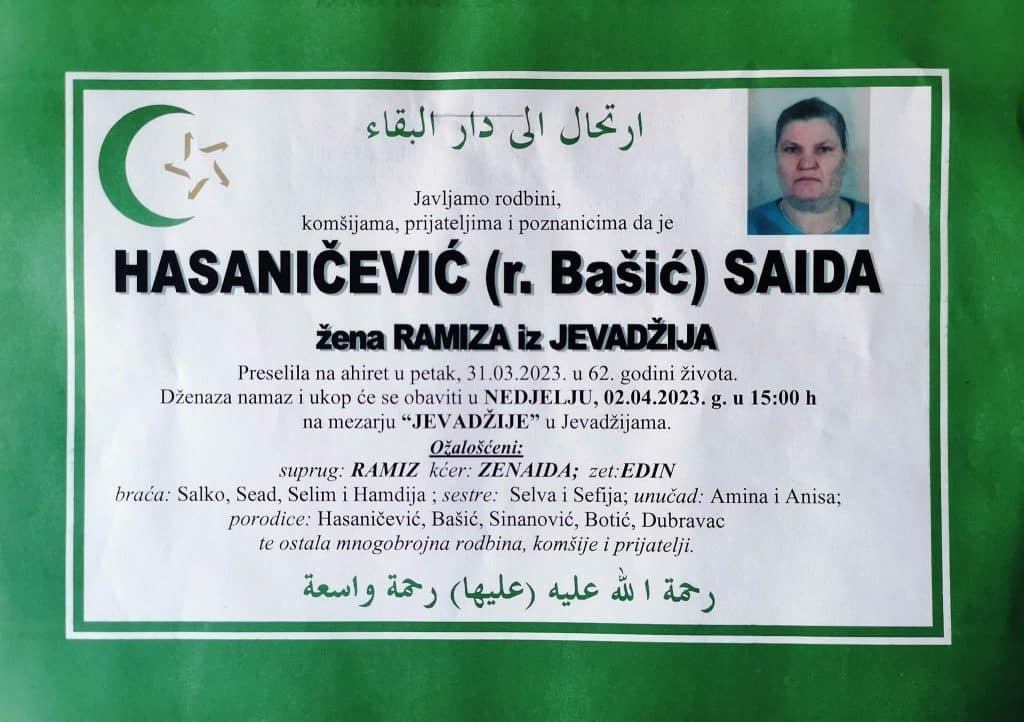 ارتحال الى دار البقاء
Javljamo rodbini,
komšijama, prijateljima i poznanicima da je
HASANIČEVIĆ (r. Bašić) SAIDA
žena RAMIZA iz JEVADŽIJA
Preselila na ahiret u petak, 31.03.2023. u 62. godini života.
Dženaza namaz i ukop će se obaviti u NEDJELJU, 02.04.2023. g. u 15:00 h
na mezarju “JEVADŽIJE” u Jevadžijama.
Ožalošćeni:
suprug: RAMIZ kćer: ZENAIDA; zet:EDIN
braća: Salko, Sead, Selim i Hamdija ; sestre: Selva i Sefija; unučad: Amina i Anisa;
porodice: Hasaničević, Bašić, Sinanović, Botić, Dubravac
te ostala mnogobrojna rodbina, komšije i prijatelji.
رحمة الله عليه (عليها) رحمة واسعة